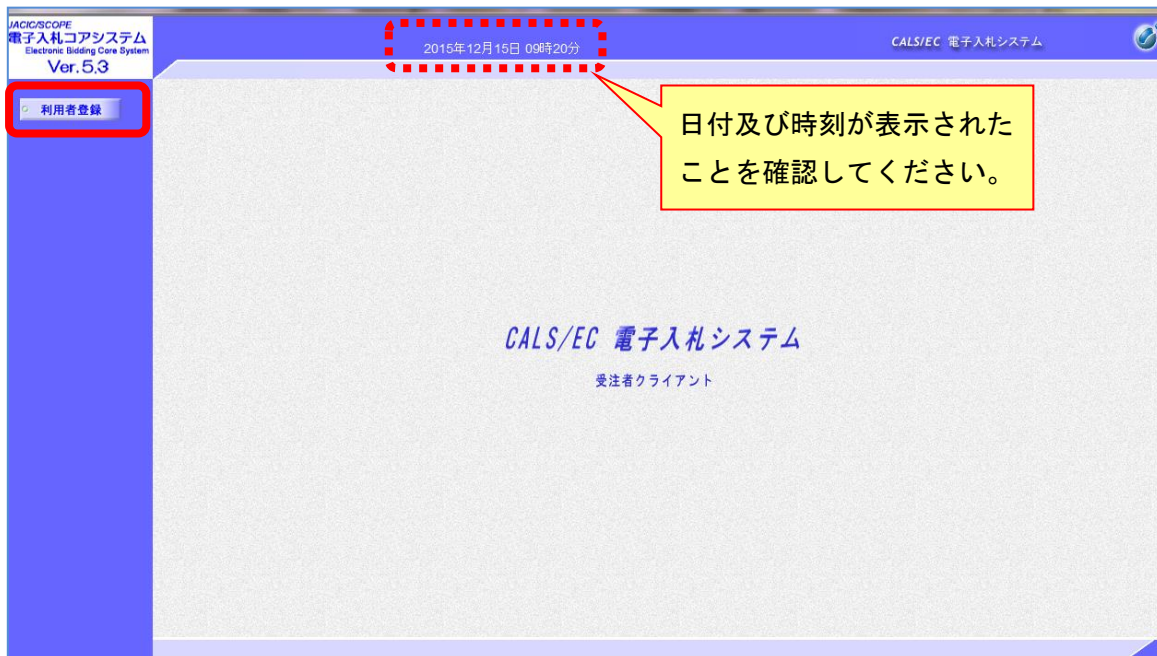 JACIC/SCOPE
電子入札コアシステム
Electronic Bidding Core System
Ver.5.3
2015年12月15日 09時20分
CALS/EC 電子入札システム
利用者登録
日付及び時刻が表示された
ことを確認してください。
CALS/EC 電子入札システム
受注者クライアント